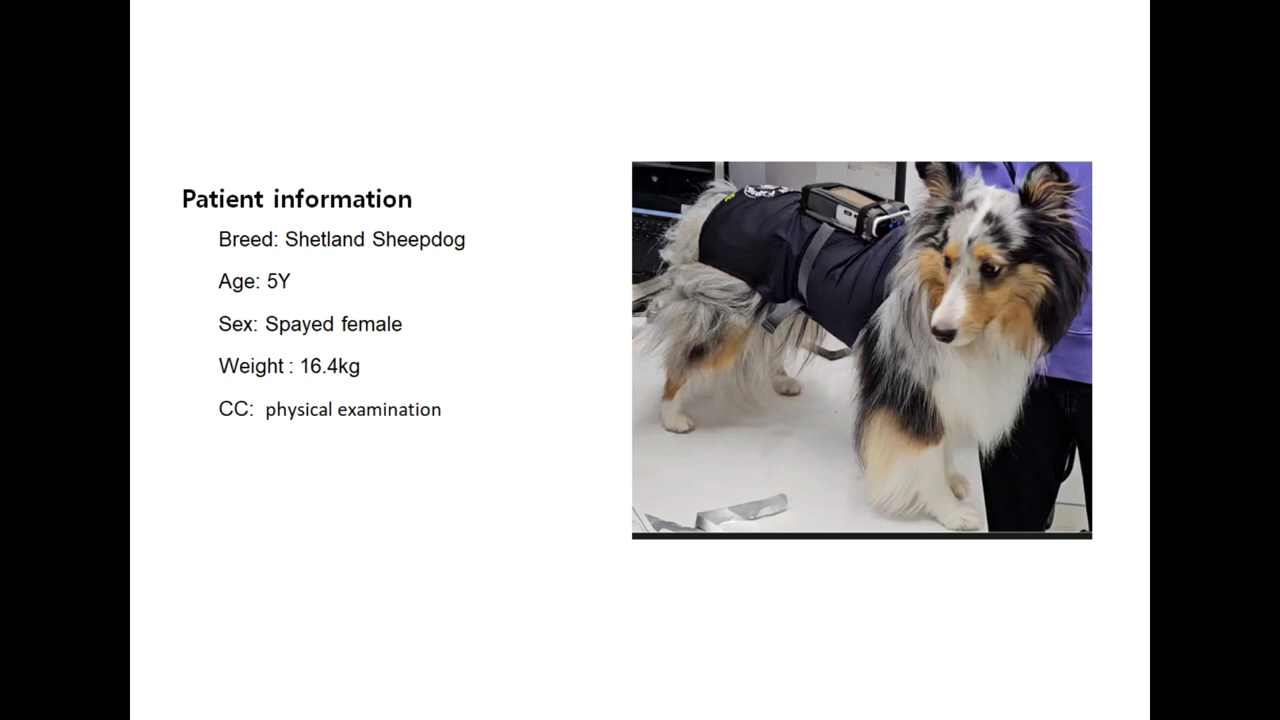 Patient information
Breed: Shetland Sheepdog
Age: 5Y
Sex: Spayed female
Weight : 16.4kg
CC:  physical examination